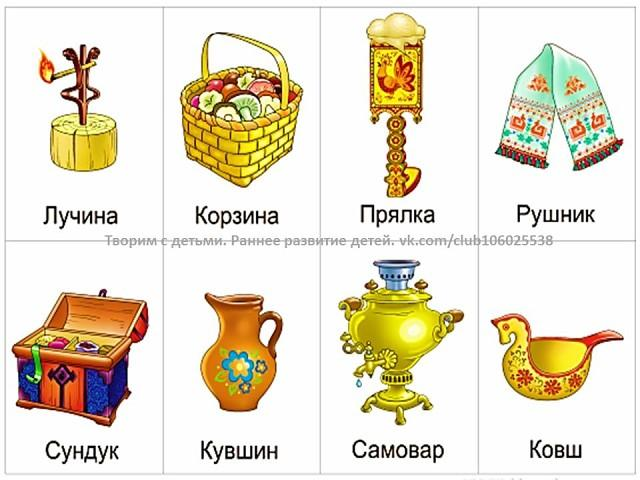 Лучина
Корзина
Прялка
Рушник
Творим с детьми. Раннее развитие детей. vk.com/club106025538
Сундук
Кувшин
Самовар
Ковш